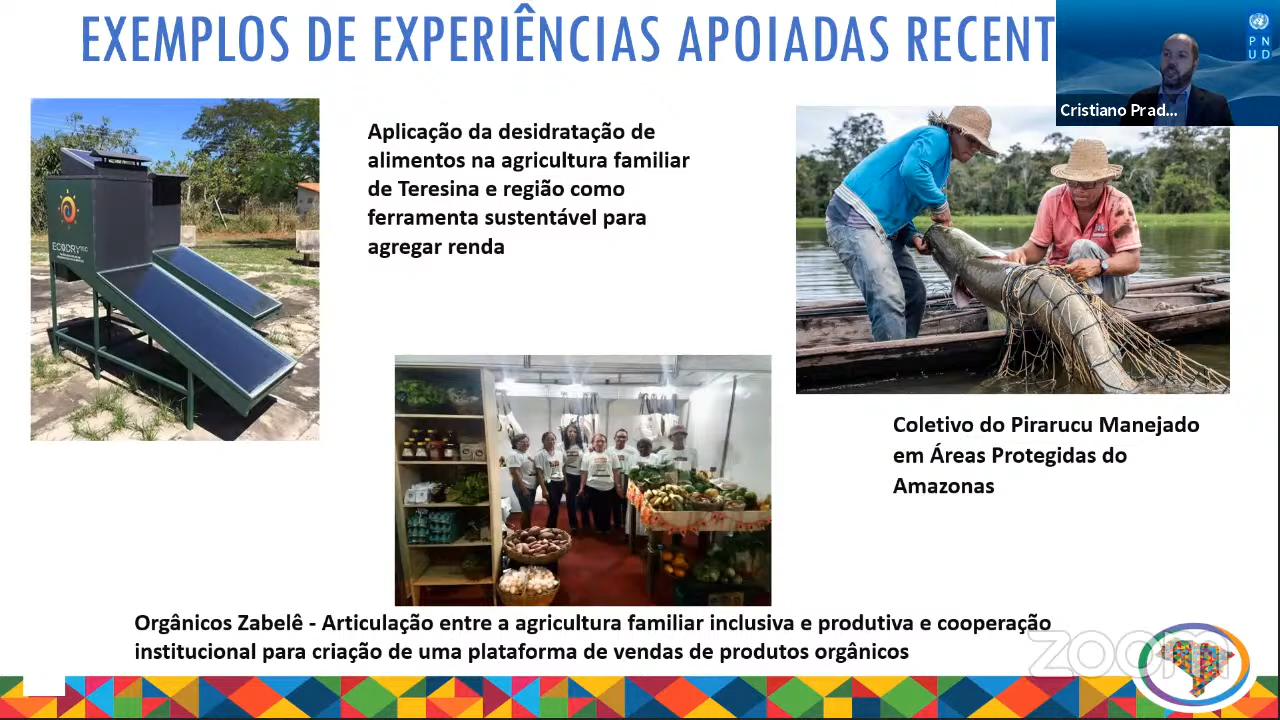 EXEMPLOS DE EXPERIÊNCIAS APOIADAS RECENT
P N
U D
Cristiano Prad...
Aplicação da desidratação de
alimentos na agricultura familiar
de Teresina e região como
ferramenta sustentável para
agregar renda
ECODRY
Coletivo do Pirarucu Manejado
em Áreas Protegidas do
Amazonas
Orgânicos Zabelê - Articulação entre a agricultura familiar inclusiva e produtiva e cooperação
institucional para criação de uma plataforma de vendas de produtos orgânicos
zoom